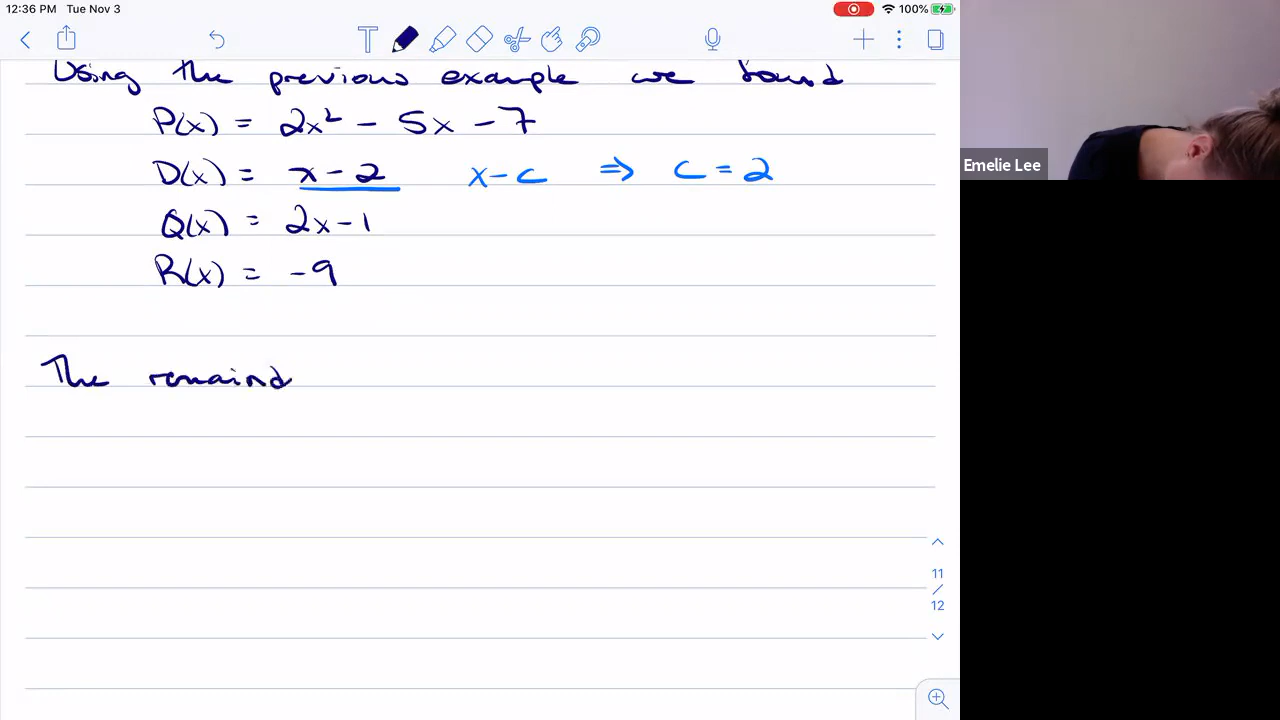 12:36 PM Tue Nov 3
100%
Using the previous example we found
P(x) = 2x² - 5x - 7
D(x) = x - 2 x - c ⇒ c = 2
Q(x) = 2x - 1
R(x) = -9
The remaind
Emelie Lee
11
/
12